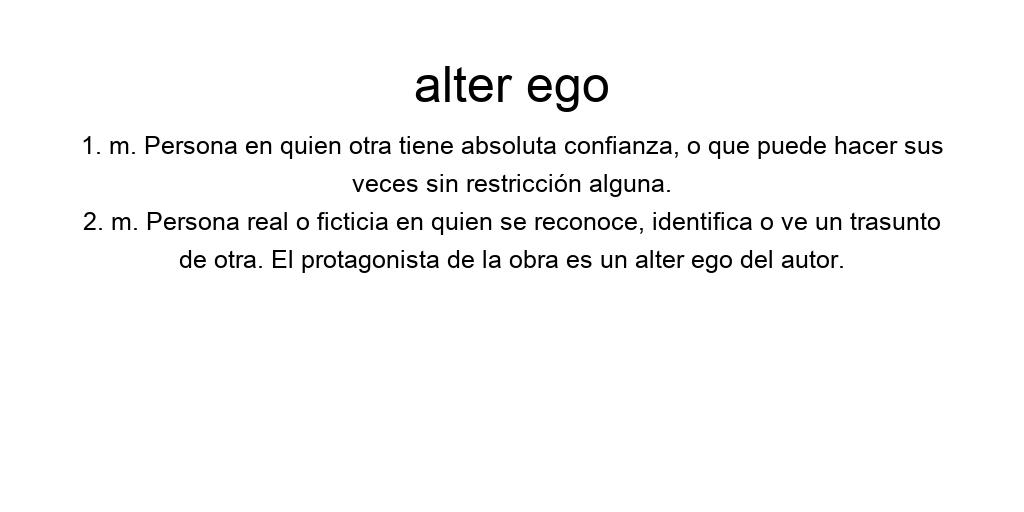 alter ego
1. m. Persona en quien otra tiene absoluta confianza, o que puede hacer sus
veces sin restricción alguna.
2. m. Persona real o ficticia en quien se reconoce, identifica o ve un trasunto
de otra. El protagonista de la obra es un alter ego del autor.